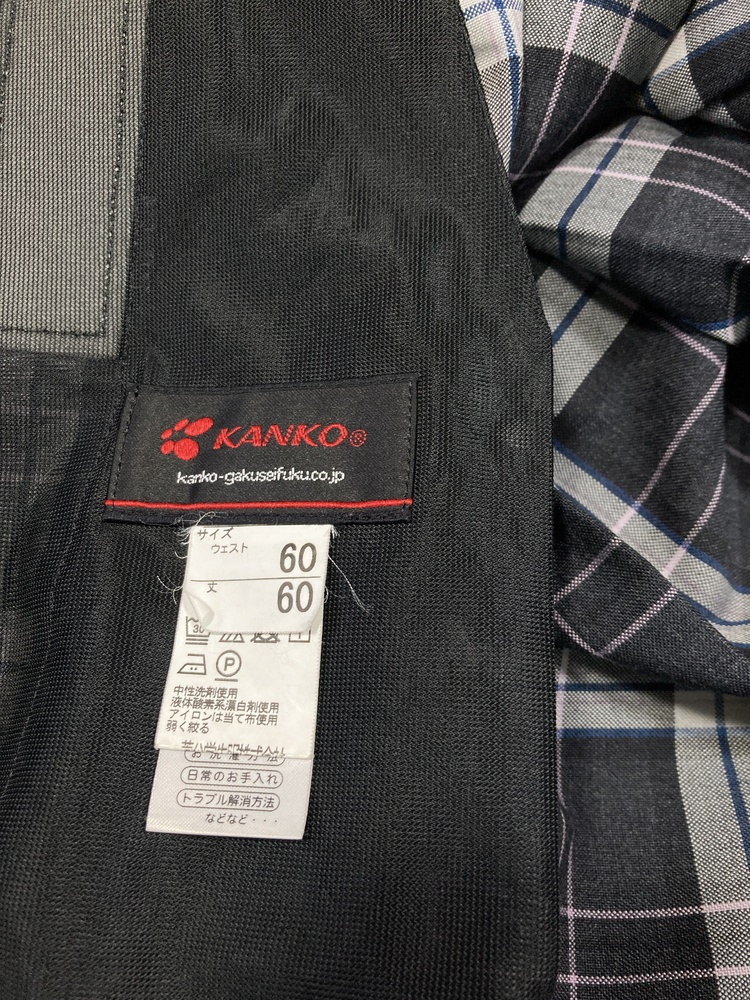 KANKO®
kanko-gakuseifuku.co.jp
サイズ
ウェスト 60
丈 60
30
P
中性洗剤使用
液体酸素系漂白剤使用
アイロンは当て布使用
弱く絞る
日常のお手入れ
トラブル解消方法
などなど・・・